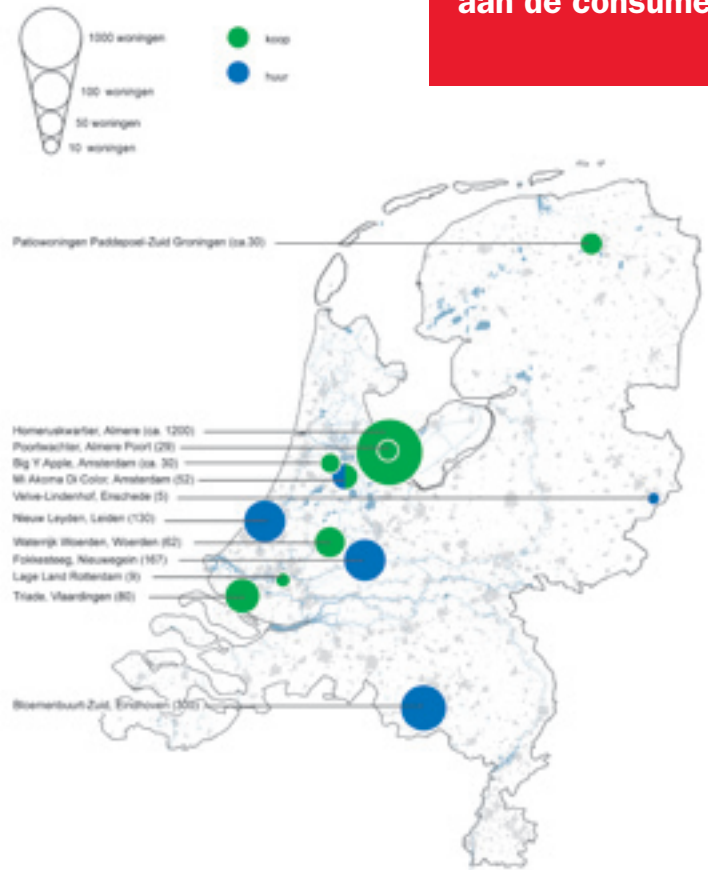 aan de consume
1000 woningen
100 woningen
50 woningen
10 woningen
koop
huur
Patiowoningen Paddepoel-Zuid Groningen (ca.30)
Homeruskwartier, Almere (ca. 1200)
Poortwachter, Almere Poort (29)
Big Y Apple, Amsterdam (ca. 30)
Mi Akoma Di Color, Amsterdam (52)
Velve-Lindenhof, Enschede (5)
Nieuw Leyden, Leiden (130)
Waterrijk Woerden, Woerden (62)
Fokkesteeg, Nieuwegein (167)
Lage Land Rotterdam (9)
Triade, Vlaardingen (80)
Bloemenbuurt-Zuid, Eindhoven (300)